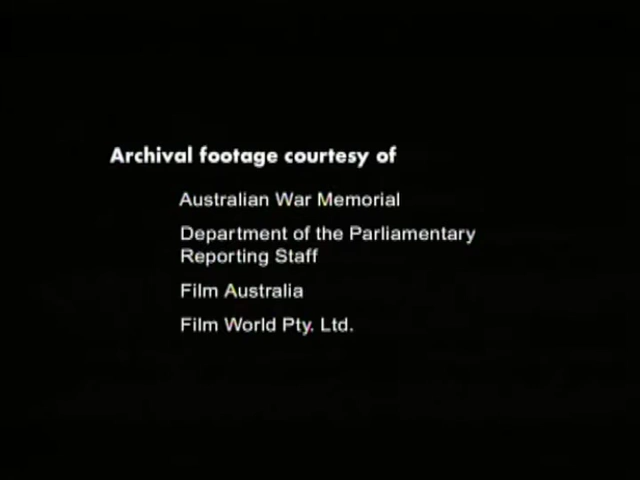 Archival footage courtesy of
Australian War Memorial
Department of the Parliamentary
Reporting Staff
Film Australia
Film World Pty. Ltd.